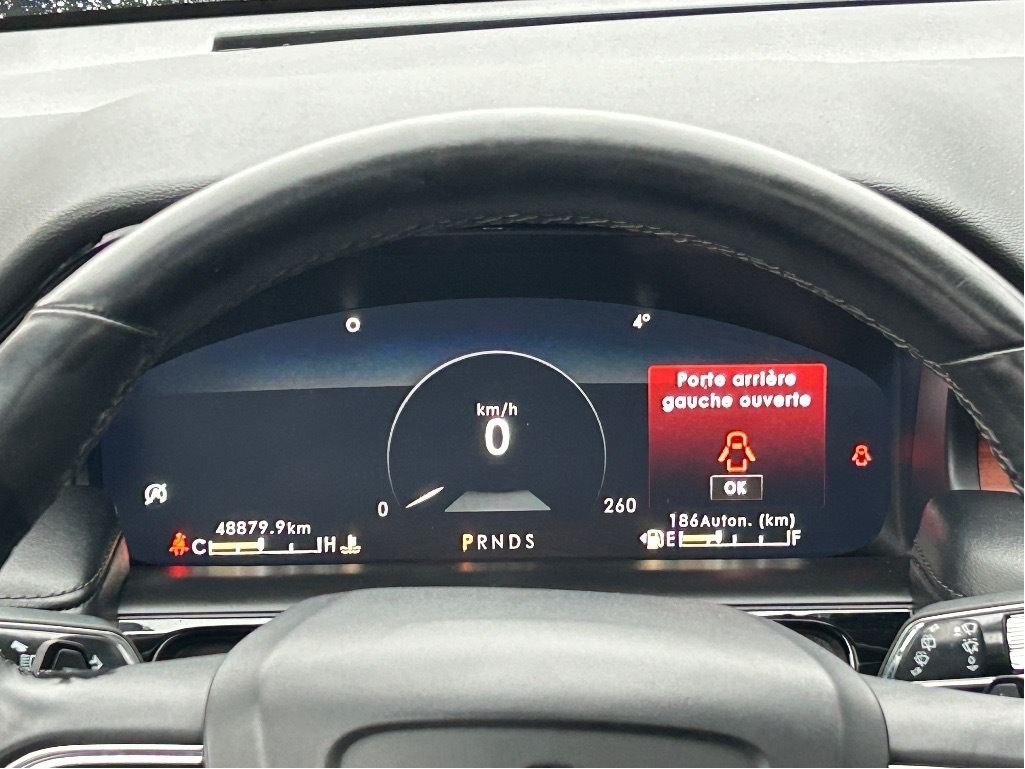 O
4°
Porte arrière
gauche ouverte
km/h
0
OK
0
260
48879.9km
186Auton. (km)
C
H
PRNDS
E
F